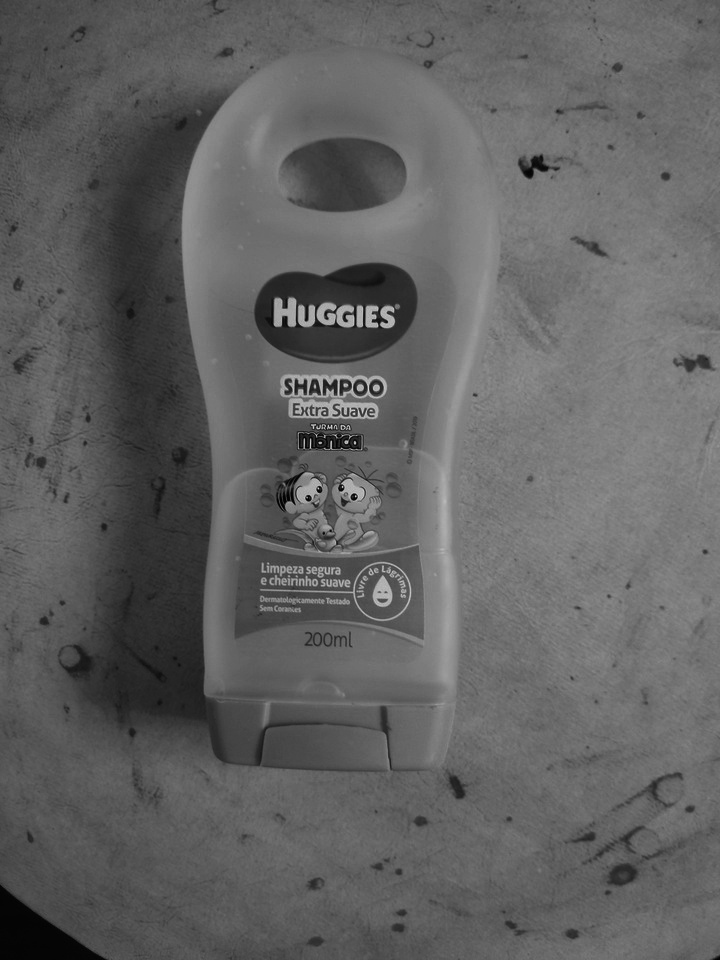 HUGGIES®
SHAMPOO
Extra Suave
TURMA DA
Mônica
Limpeza segura
e cheirinho suave
Dermatologicamente Testado
Sem Corantes
Livre de Lágrimas
200ml